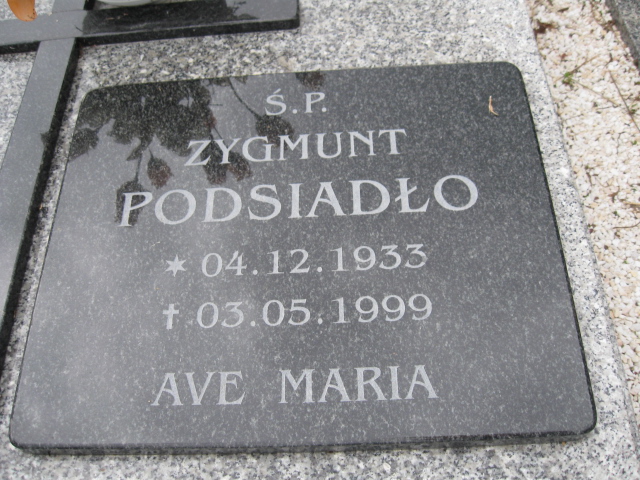 Ś.P.
ZYGMUNT
PODSIADŁO
* 04.12.1933
✝ 03.05.1999
AVE MARIA